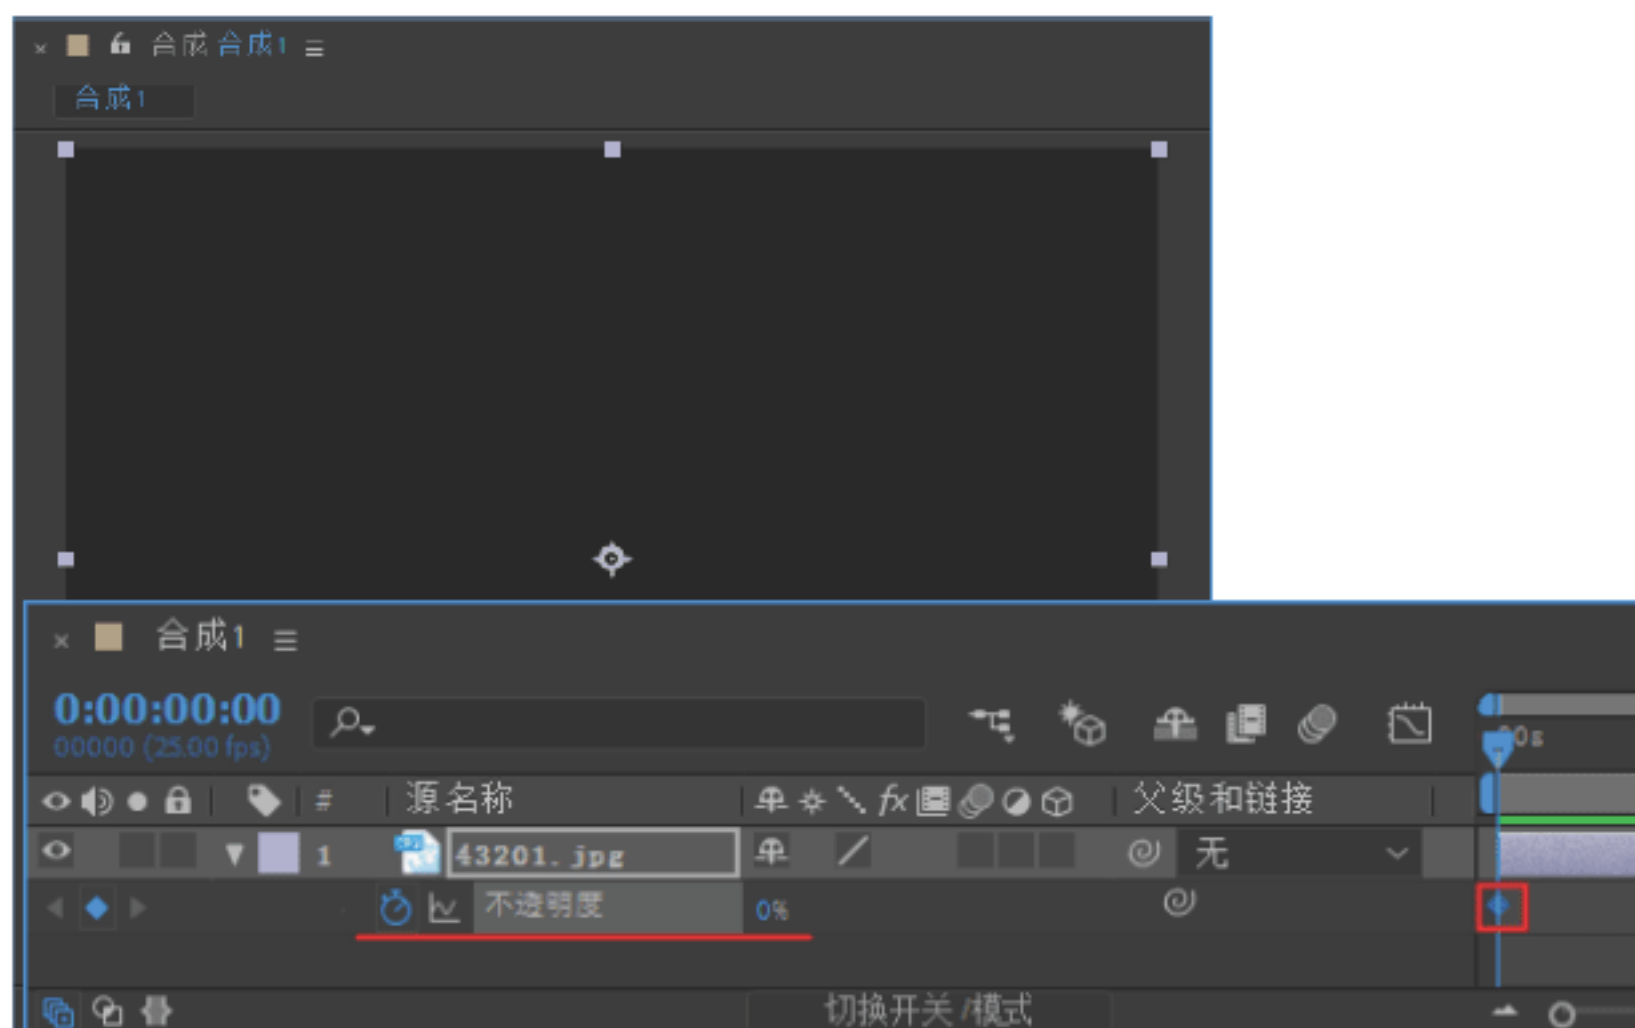 合成 合成1
合成1
合成1
0:00:00:00
00000 (25.00 fps)
00s
# 源名称 fx 父级和链接
1 43201.jpg 无
不透明度 0%
切换开关/模式